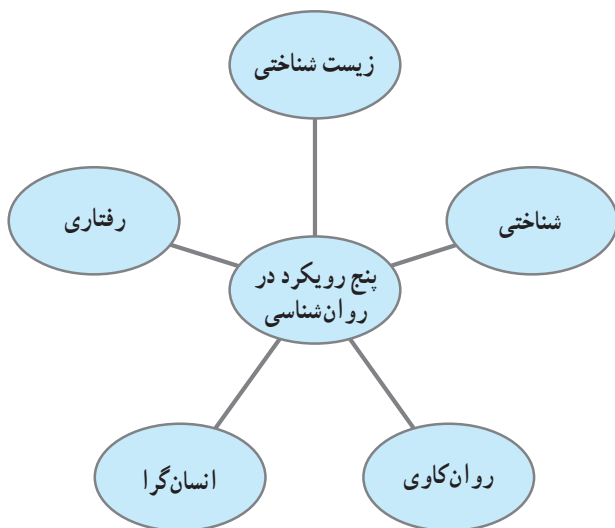 زیست شناختی
شناختی
رفتاری
پنج رویکرد در
روان‌شناسی
روان‌کاوی
انسان‌گرا